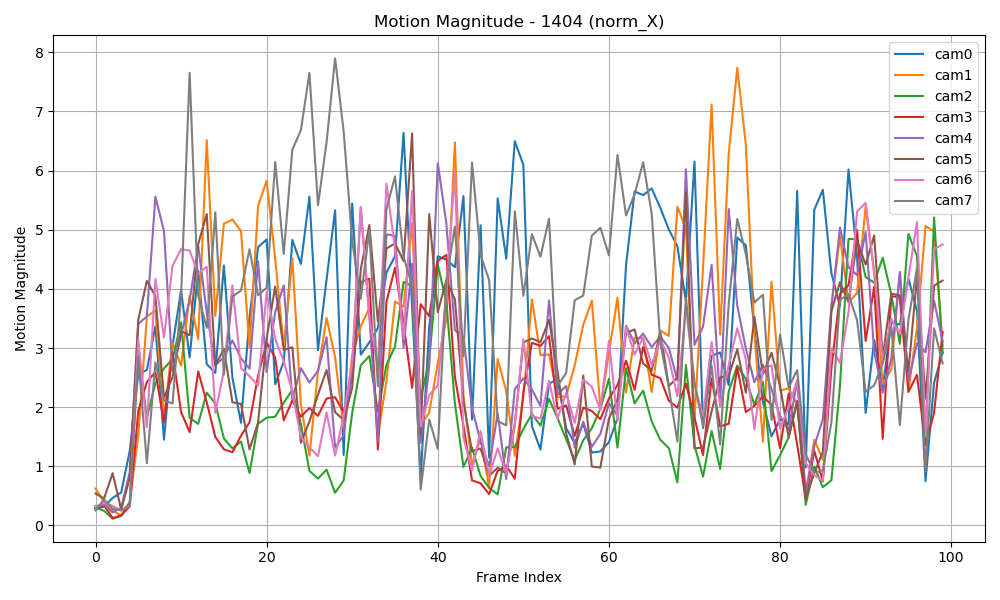 Motion Magnitude - 1404 (norm_X)
Motion Magnitude
8
7
6
5
4
3
2
1
0
0 20 40 60 80 100
Frame Index
cam0
cam1
cam2
cam3
cam4
cam5
cam6
cam7